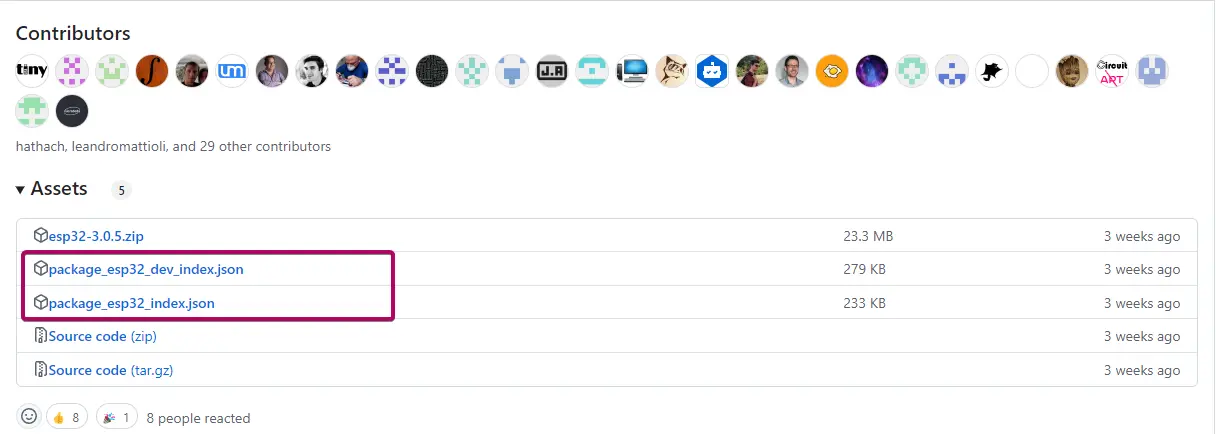 Contributors
tiny
um
J.A
Circuit
ART
hathach, leandromattioli, and 29 other contributors
Assets 5
esp32-3.0.5.zip 23.3 MB 3 weeks ago
package_esp32_dev_index.json 279 KB 3 weeks ago
package_esp32_index.json 233 KB 3 weeks ago
Source code (zip) 3 weeks ago
Source code (tar.gz) 3 weeks ago
8 1 8 people reacted